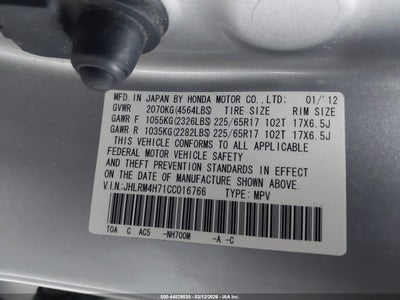 MFD. IN JAPAN BY HONDA MOTOR CO.,LTD: 01/12
GVWR 2070KG(4564LBS) TIRE SIZE RIM SIZE
GAWR F 1055KG(2326LBS) 225/65R17 102T 17X6.5J
GAWR R 1035KG(2282LBS) 225/65R17 102T 17X6.5J
THIS VEHICLE CONFORMS TO ALL APPLICABLE
FEDERAL MOTOR VEHICLE SAFETY
AND THEFT PREVENTION STANDARDS IN EFFECT
ON THE DATE OF MANUFACTURE SHOWN ABOVE.
V.I.N.:JHLRM4H71CC016766 TYPE: MPV
T0A C AC5 -NH700M -A -C
000-44829530 - 03/12/2026 - IAAI.COM